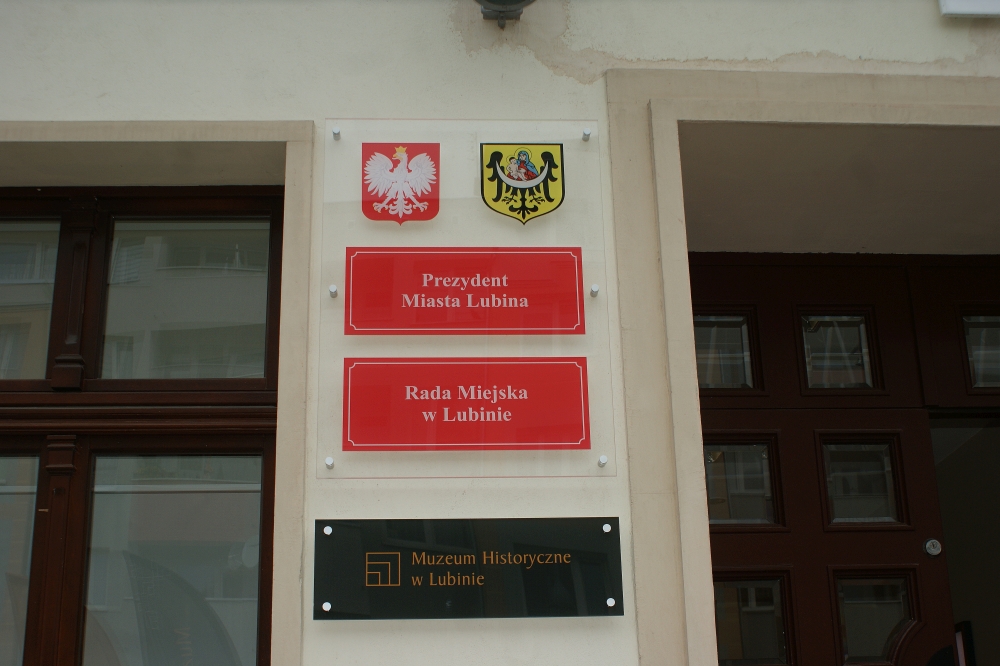 Prezydent
Miasta Lubina
Rada Miejska
w Lubinie
Muzeum Historyczne
w Lubinie